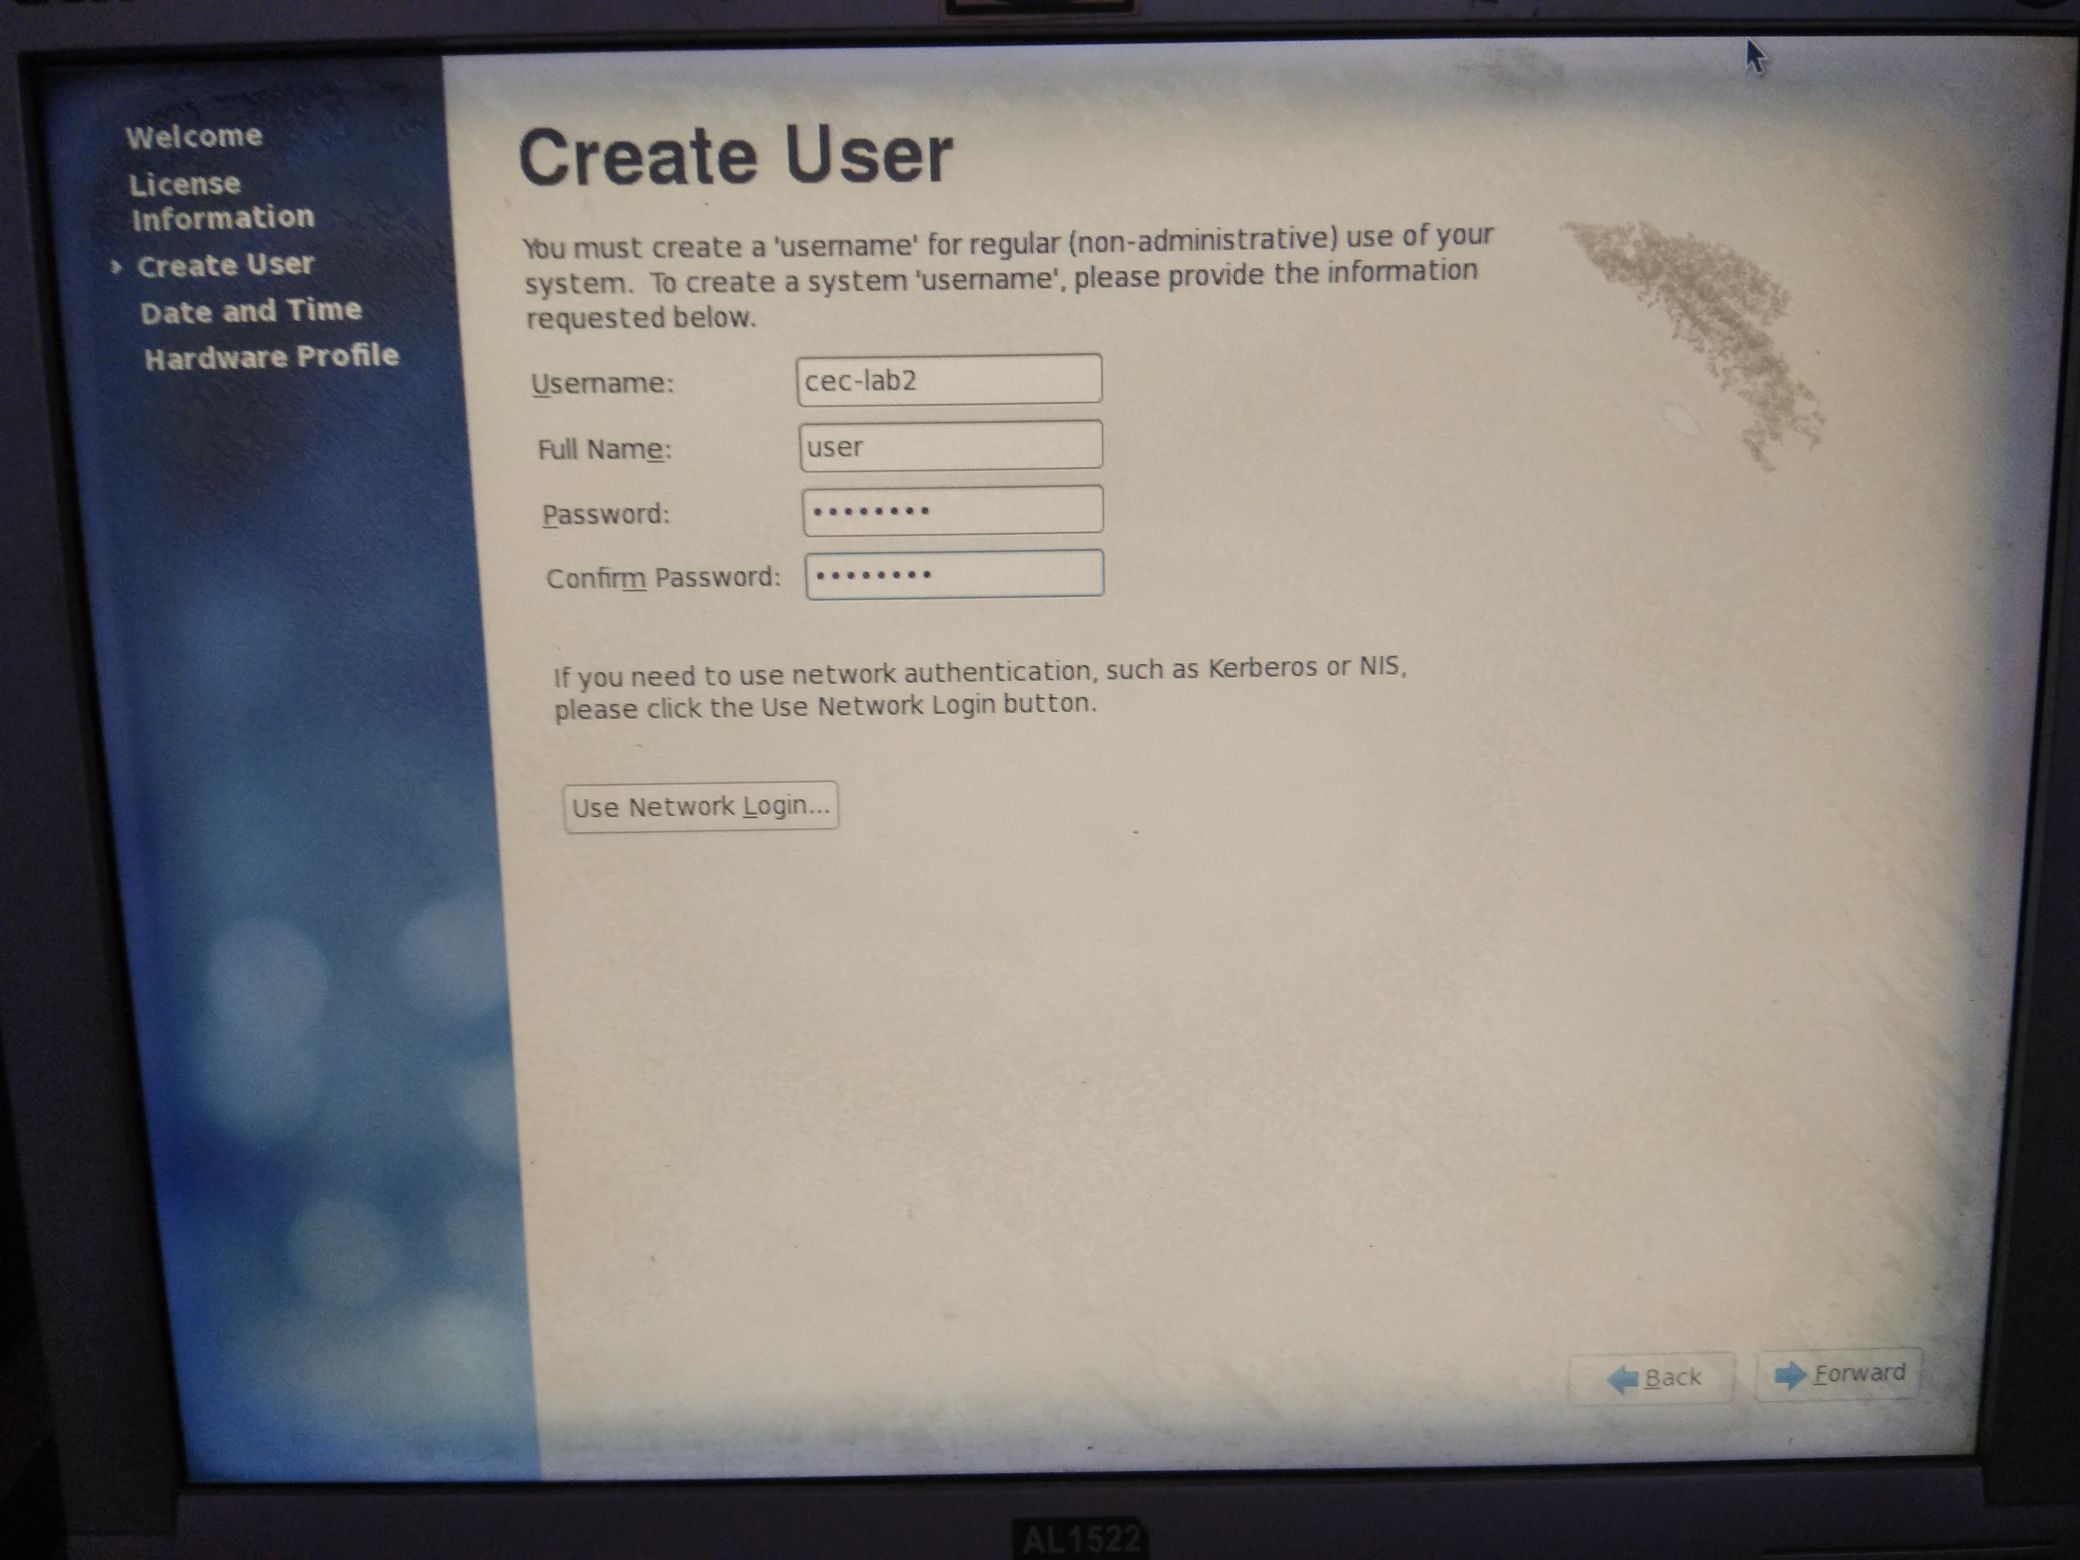 Welcome
License
Information
Create User
Date and Time
Hardware Profile
Create User
You must create a 'username' for regular (non-administrative) use of your
system.  To create a system 'username', please provide the information
requested below.
Username: cec-lab2
Full Name: user
Password: ••••••••
Confirm Password: ••••••••
If you need to use network authentication, such as Kerberos or NIS,
please click the Use Network Login button.
Use Network Login...
Back Forward
AL1522